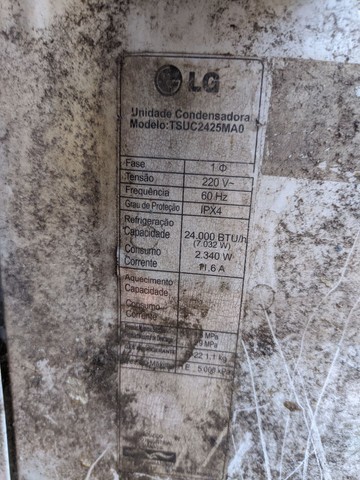 LG
Unidade Condensadora
Modelo:TSUC2425MA0
Fase 1 Φ
Tensão 220 V~
Frequência 60 Hz
Grau de Proteção IPX4
Refrigeração
Capacidade 24.000 BTU/h
(7.032 W)
Consumo 2.340 W
Corrente 11.6 A
Aquecimento
Capacidade
Consumo
Corrente
MPa
MPa
1.1 kg